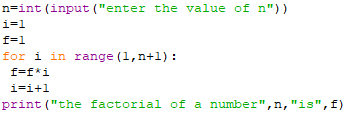 n=int(input("enter the value of n"))
i=1
f=1
for i in range(1,n+1):
 f=f*i
 i=i+1
print("the factorial of a number",n,"is",f)